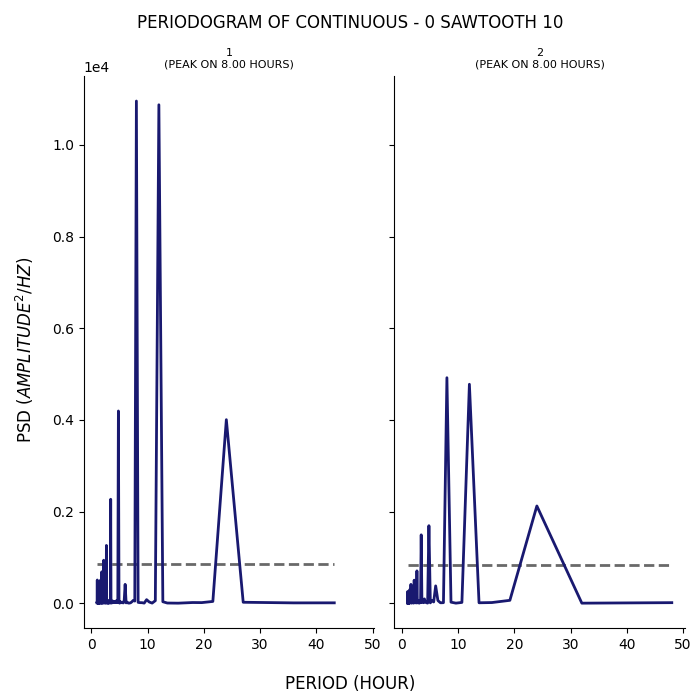 PERIODOGRAM OF CONTINUOUS - 0 SAWTOOTH 10
1
(PEAK ON 8.00 HOURS)
2
(PEAK ON 8.00 HOURS)
1e4
1.0
0.8
0.6
0.4
0.2
0.0
PSD (AMPLITUDE²/HZ)
0 10 20 30 40 50
0 10 20 30 40 50
PERIOD (HOUR)